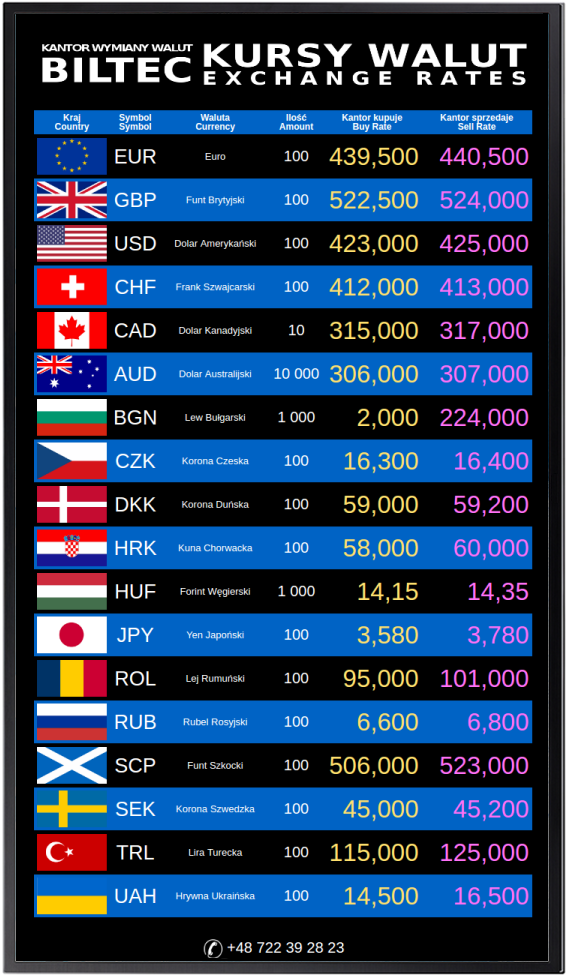 KANTOR WYMIANY WALUT
BILTEC
KURSY WALUT
EXCHANGE RATES
Kraj Symbol Waluta Ilość Kantor kupuje Kantor sprzedaje
Country Symbol Currency Amount Buy Rate Sell Rate
EUR Euro 100 439,500 440,500
GBP Funt Brytyjski 100 522,500 524,000
USD Dolar Amerykański 100 423,000 425,000
CHF Frank Szwajcarski 100 412,000 413,000
CAD Dolar Kanadyjski 10 315,000 317,000
AUD Dolar Australijski 10 000 306,000 307,000
BGN Lew Bułgarski 1 000 2,000 224,000
CZK Korona Czeska 100 16,300 16,400
DKK Korona Duńska 100 59,000 59,200
HRK Kuna Chorwacka 100 58,000 60,000
HUF Forint Węgierski 1 000 14,15 14,35
JPY Yen Japoński 100 3,580 3,780
ROL Lej Rumuński 100 95,000 101,000
RUB Rubel Rosyjski 100 6,600 6,800
SCP Funt Szkocki 100 506,000 523,000
SEK Korona Szwedzka 100 45,000 45,200
TRL Lira Turecka 100 115,000 125,000
UAH Hrywna Ukraińska 100 14,500 16,500
+48 722 39 28 23